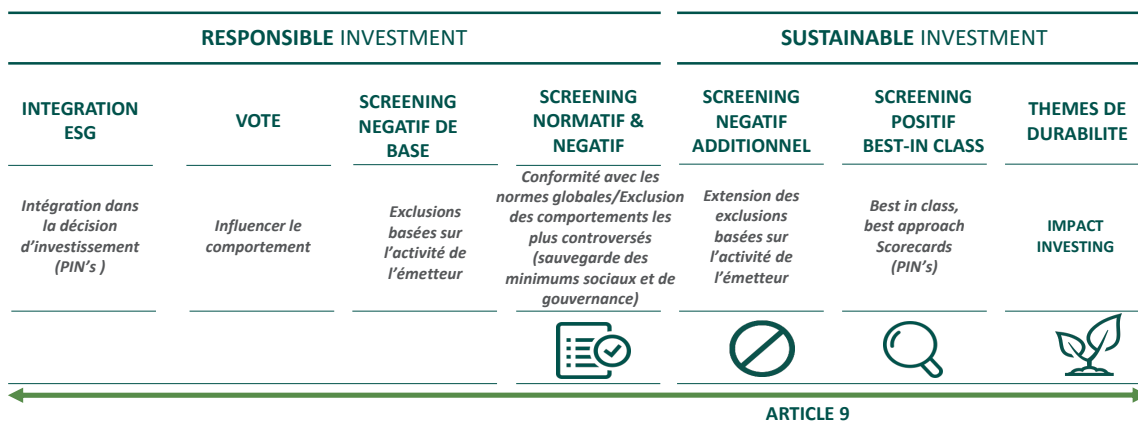 RESPONSIBLE INVESTMENT
SUSTAINABLE INVESTMENT
INTEGRATION
ESG
VOTE
SCREENING
NEGATIF DE
BASE
SCREENING
NORMATIF &
NEGATIF
SCREENING
NEGATIF
ADDITIONNEL
SCREENING
POSITIF
BEST-IN CLASS
THEMES DE
DURABILITE
Intégration dans
la décision
d'investissement
(PIN's )
Influencer le
comportement
Exclusions
basées sur
l'activité de
l'émetteur
Conformité avec les
normes globales/Exclusion
des comportements les
plus controversés
(sauvegarde des
minimums sociaux et de
gouvernance)
Extension des
exclusions
basées sur
l'activité de
l'émetteur
Best in class,
best approach
Scorecards
(PIN's)
IMPACT
INVESTING
ARTICLE 9